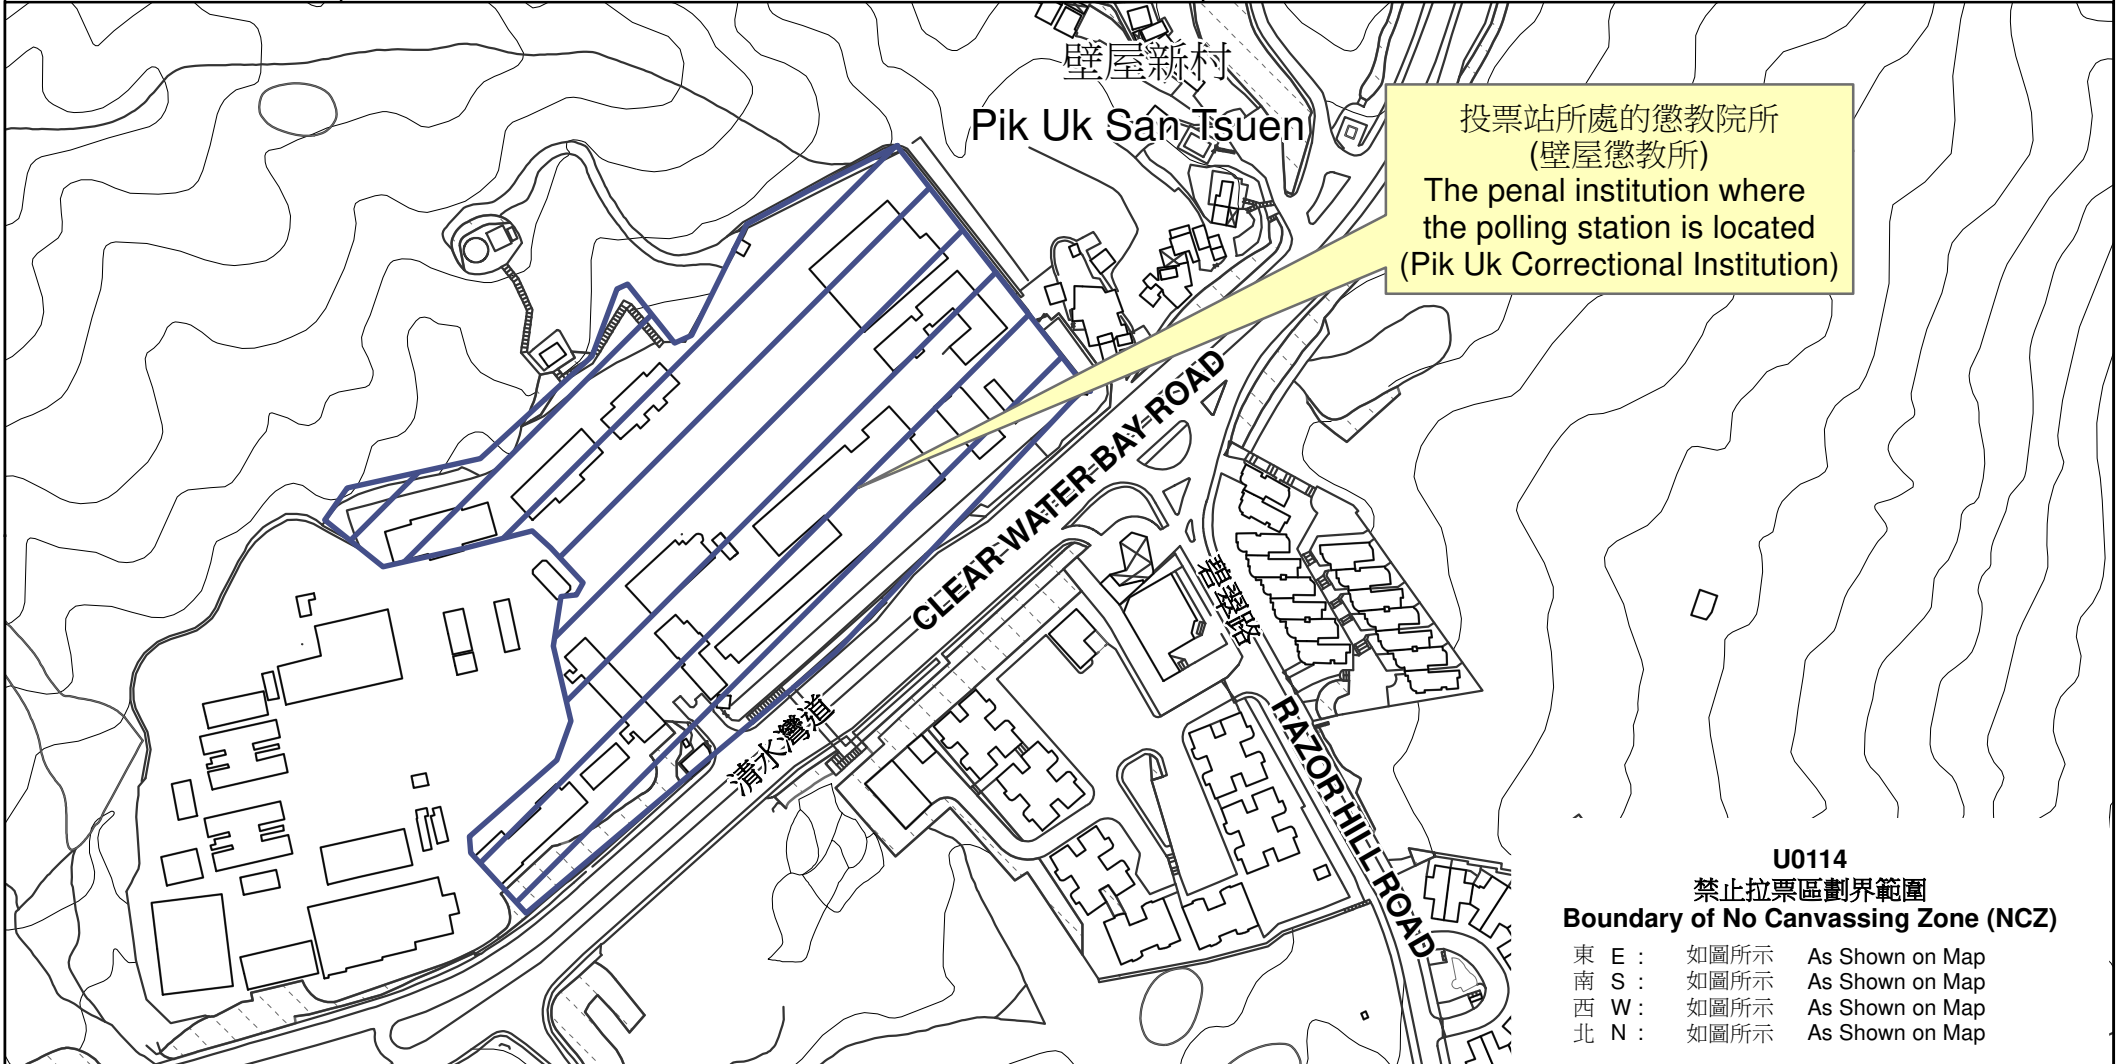 壁屋新村
Pik Uk San Tsuen
投票站所處的懲教院所
(壁屋懲教所)
The penal institution where
the polling station is located
(Pik Uk Correctional Institution)
CLEAR WATER BAY ROAD
清水灣道
碧翠路
RAZOR HILL ROAD
U0114
禁止拉票區劃界範圍
Boundary of No Canvassing Zone (NCZ)
東 E : 如圖所示 As Shown on Map
南 S : 如圖所示 As Shown on Map
西 W : 如圖所示 As Shown on Map
北 N : 如圖所示 As Shown on Map